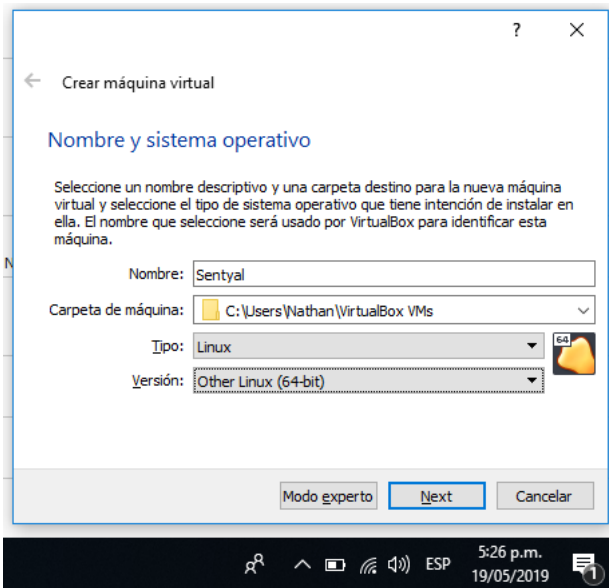 ?
Crear máquina virtual
Nombre y sistema operativo
Seleccione un nombre descriptivo y una carpeta destino para la nueva máquina
virtual y seleccione el tipo de sistema operativo que tiene intención de instalar en
ella. El nombre que seleccione será usado por VirtualBox para identificar esta
máquina.
N
Nombre: Sentyal
Carpeta de máquina: C:\Users\Nathan\VirtualBox VMs
Tipo: Linux
64
Versión: Other Linux (64-bit)
Modo experto Next Cancelar
ESP
5:26 p.m.
19/05/2019
1